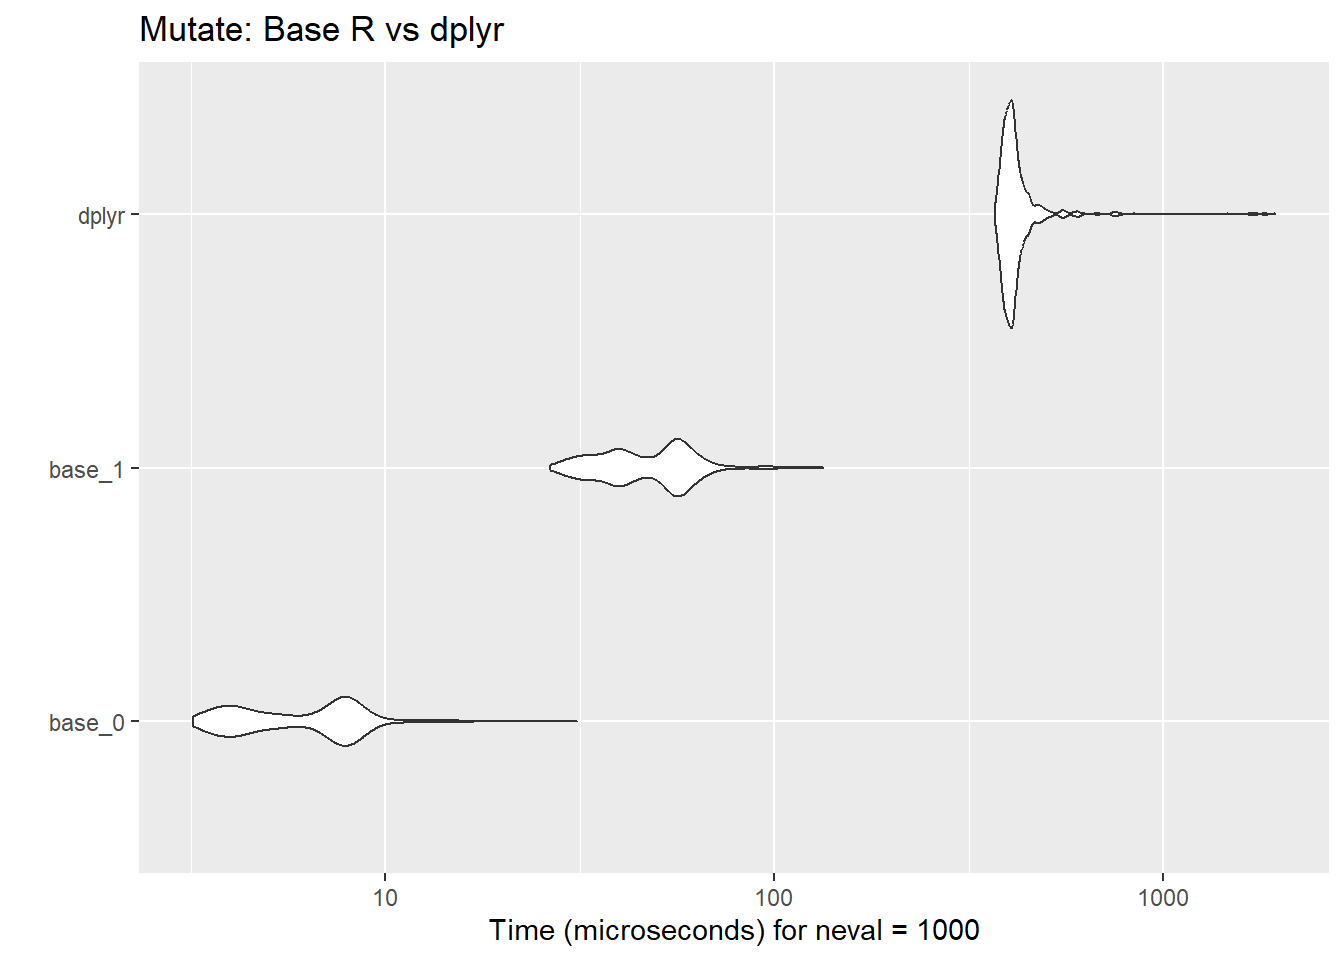 Mutate: Base R vs dplyr
dplyr
base_1
base_0
10 100 1000
Time (microseconds) for neval = 1000